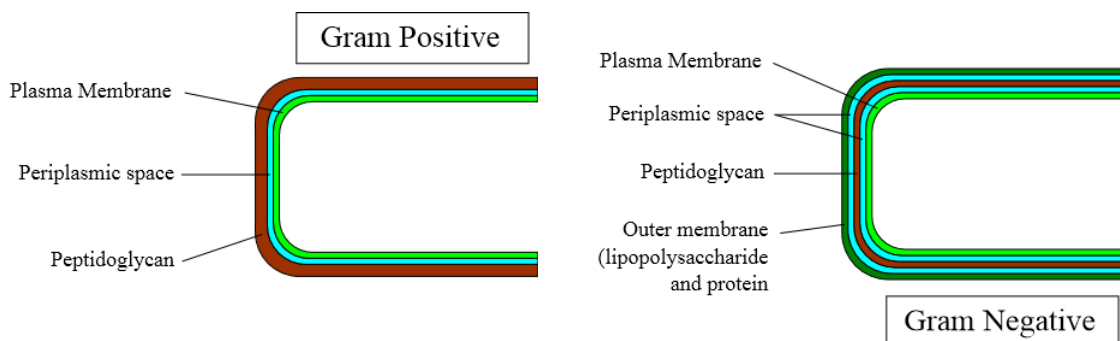 Gram Positive
Plasma Membrane
Periplasmic space
Peptidoglycan
Plasma Membrane
Periplasmic space
Peptidoglycan
Outer membrane
(lipopolysaccharide
and protein
Gram Negative